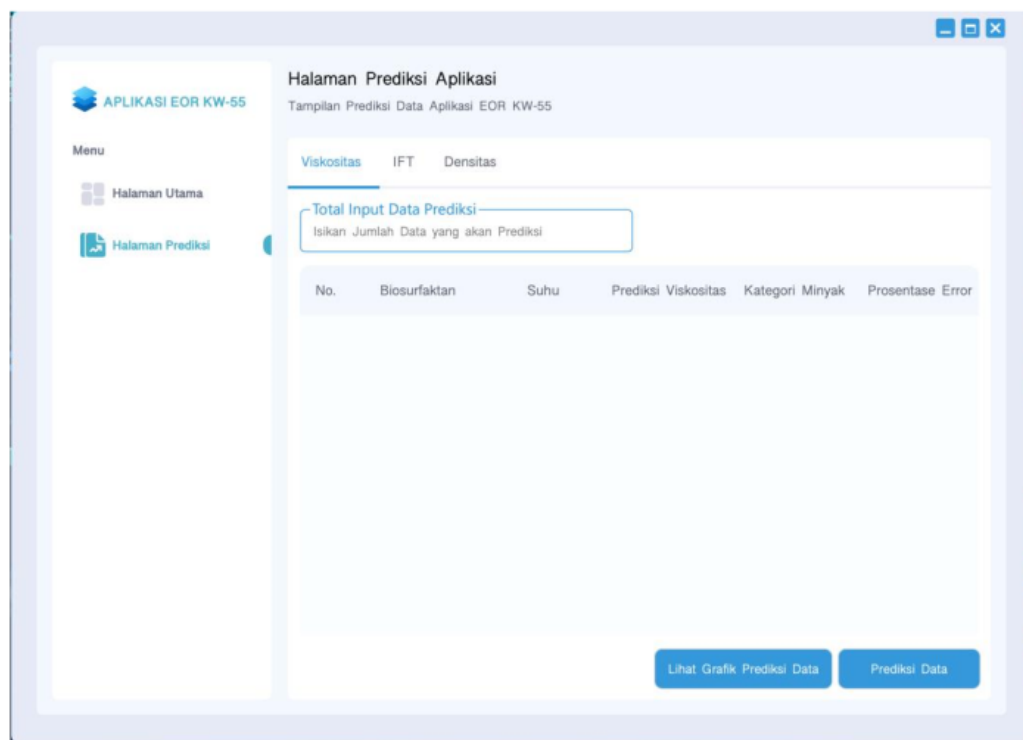 APLIKASI EOR KW-55
Menu
Halaman Utama
Halaman Prediksi
Halaman Prediksi Aplikasi
Tampilan Prediksi Data Aplikasi EOR KW-55
Viskositas IFT Densitas
Total Input Data Prediksi
Isikan Jumlah Data yang akan Prediksi
No. Biosurfaktan Suhu Prediksi Viskositas Kategori Minyak Prosentase Error
Lihat Grafik Prediksi Data Prediksi Data